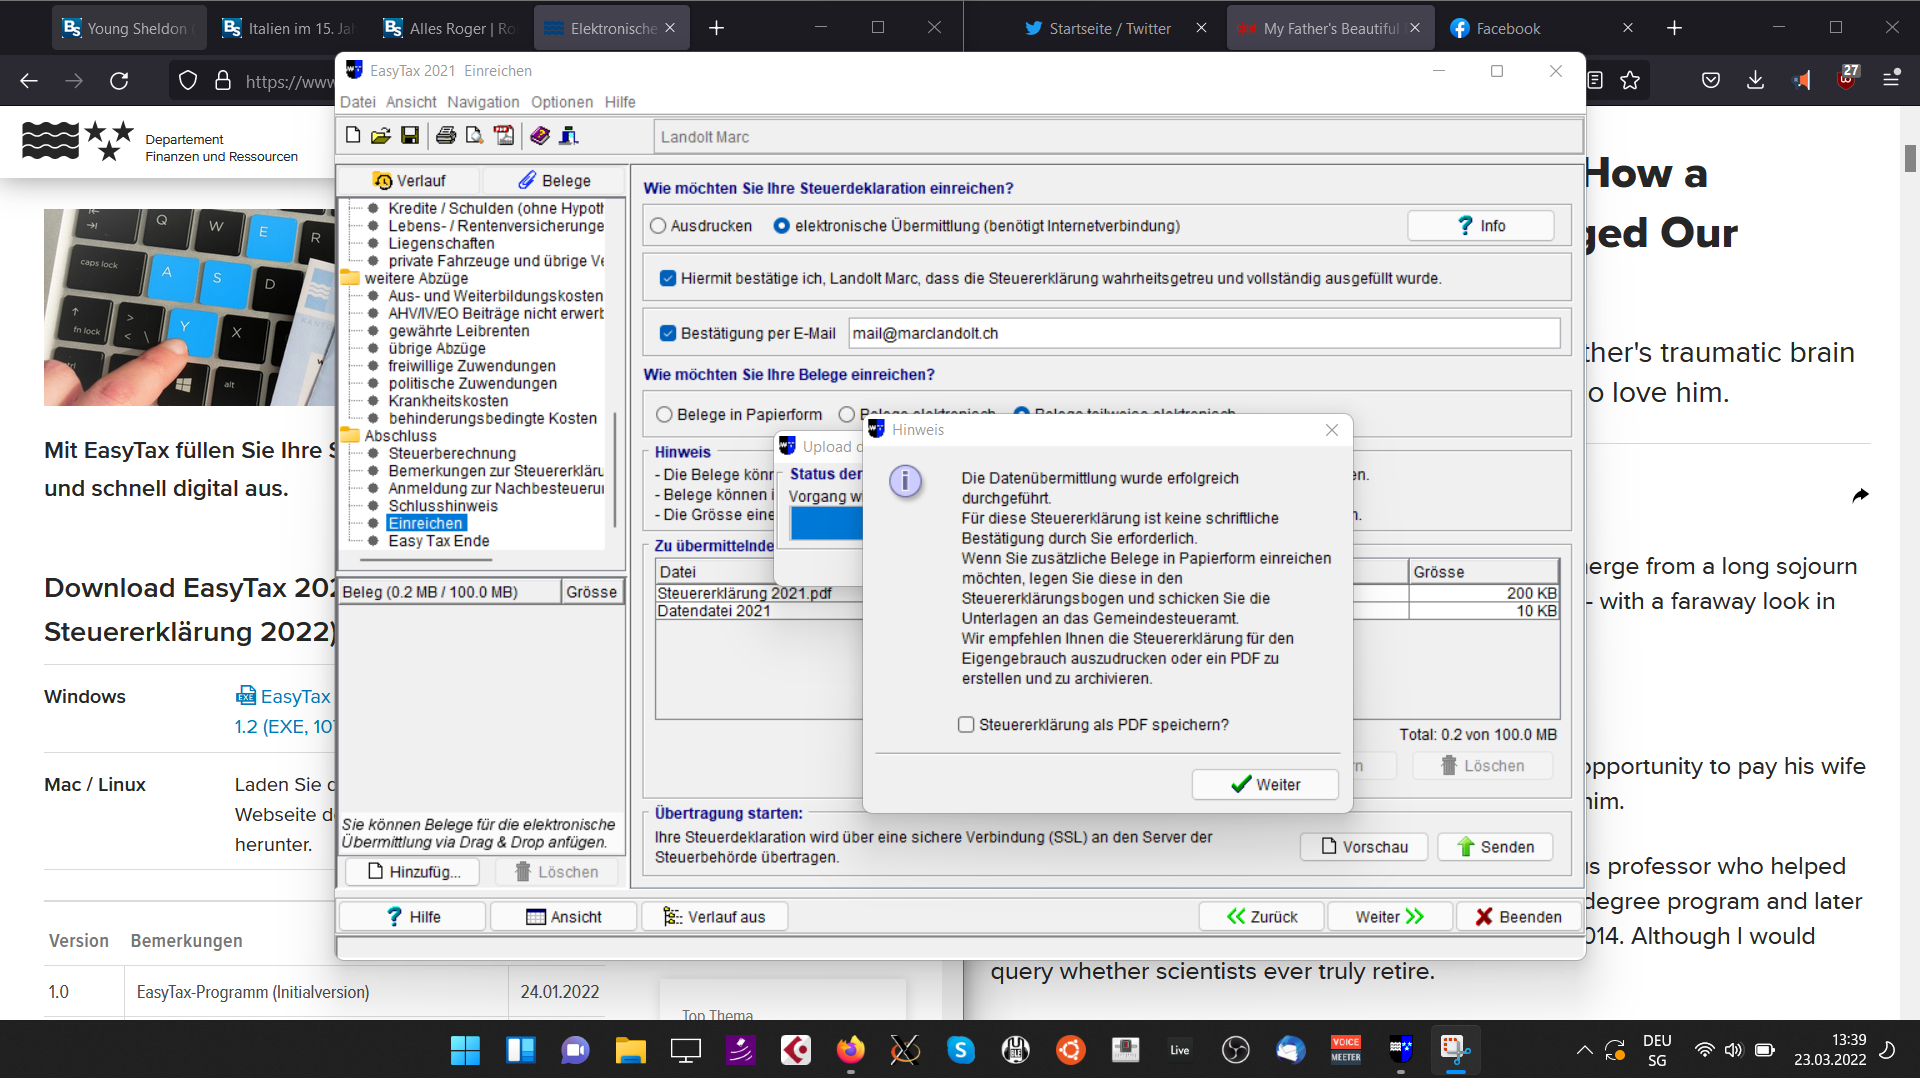 Young Sheldon
Italien im 15. Ja
Alles Roger | Ro
Elektronische
Startseite / Twitter
My Father's Beautiful
Facebook
https://www
27
EasyTax 2021 Einreichen
Datei Ansicht Navigation Optionen Hilfe
Landolt Marc
Departement
Finanzen und Ressourcen
Mit EasyTax füllen Sie Ihre S
und schnell digital aus.
Download EasyTax 202
Steuererklärung 2022)
Windows
EasyTax
1.2 (EXE, 107
Mac / Linux
Laden Sie d
Webseite de
herunter.
Version Bemerkungen
1.0 EasyTax-Programm (Initialversion) 24.01.2022
Top Thema
Verlauf
Belege
Kredite / Schulden (ohne Hypoth
Lebens- / Rentenversicherunge
Liegenschaften
private Fahrzeuge und übrige Ve
weitere Abzüge
Aus- und Weiterbildungskosten
AHV/IV/EO Beiträge nicht erwerb
gewährte Leibrenten
übrige Abzüge
freiwillige Zuwendungen
politische Zuwendungen
Krankheitskosten
behinderungsbedingte Kosten
Abschluss
Steuerberechnung
Bemerkungen zur Steuererkläru
Anmeldung zur Nachbesteuerun
Schlusshinweis
Einreichen
Easy Tax Ende
Beleg (0.2 MB / 100.0 MB) Grösse
Sie können Belege für die elektronische
Übermittlung via Drag & Drop anfügen.
Hinzufüg...
Löschen
Wie möchten Sie Ihre Steuerdeklaration einreichen?
Ausdrucken
elektronische Übermittlung (benötigt Internetverbindung)
Info
Hiermit bestätige ich, Landolt Marc, dass die Steuererklärung wahrheitsgetreu und vollständig ausgefüllt wurde.
Bestätigung per E-Mail
mail@marclandolt.ch
Wie möchten Sie Ihre Belege einreichen?
Belege in Papierform
Belege elektronisch
Belege teilweise elektronisch
Hinweis
- Die Belege könn
- Belege können i
- Die Grösse eine
en.
n.
Zu übermittelnde
Datei
Grösse
Steuererklärung 2021.pdf
200 KB
Datendatei 2021
10 KB
Total: 0.2 von 100.0 MB
rn
Löschen
Upload d
Status der
Vorgang wi
Hinweis
Die Datenübermittlung wurde erfolgreich
durchgeführt.
Für diese Steuererklärung ist keine schriftliche
Bestätigung durch Sie erforderlich.
Wenn Sie zusätzliche Belege in Papierform einreichen
möchten, legen Sie diese in den
Steuererklärungsbogen und schicken Sie die
Unterlagen an das Gemeindesteueramt.
Wir empfehlen Ihnen die Steuererklärung für den
Eigengebrauch auszudrucken oder ein PDF zu
erstellen und zu archivieren.
Steuererklärung als PDF speichern?
Weiter
Übertragung starten:
Ihre Steuerdeklaration wird über eine sichere Verbindung (SSL) an den Server der
Steuerbehörde übertragen.
Vorschau
Senden
Hilfe
Ansicht
Verlauf aus
Zurück
Weiter
Beenden
How a
ged Our
ther's traumatic brain
o love him.
erge from a long sojourn
- with a faraway look in
pportunity to pay his wife
him.
is professor who helped
degree program and later
014. Although I would
query whether scientists ever truly retire.
Live
VOICE
MEETER
DEU
SG
13:39
23.03.2022